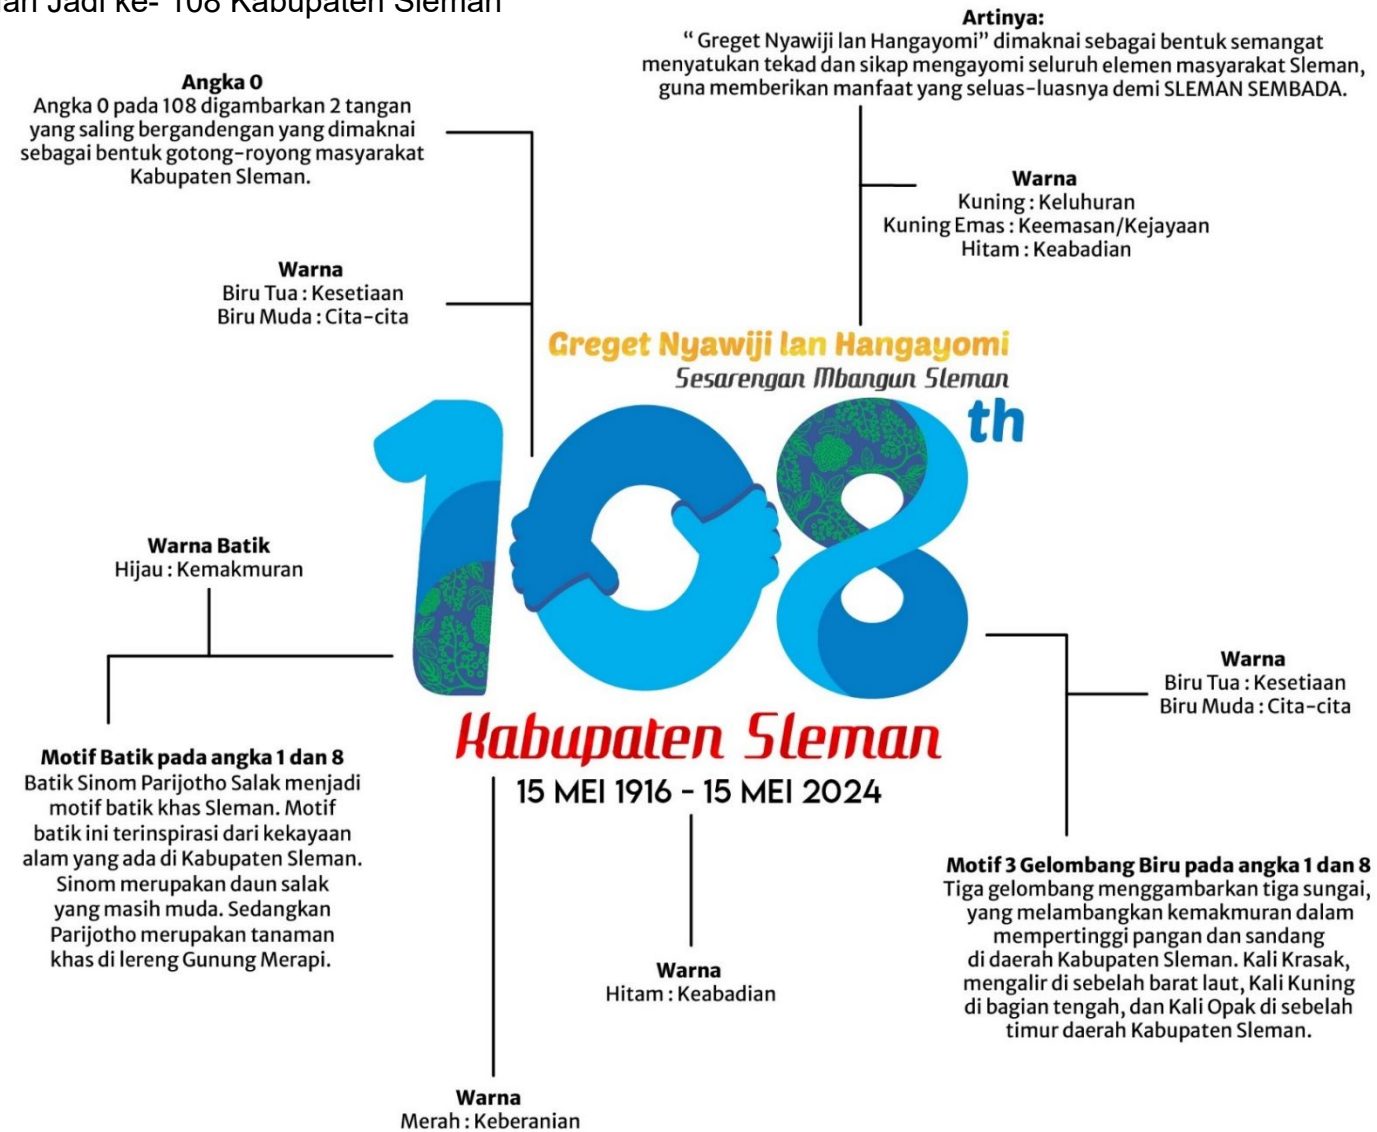 Jadi ke- 108 Kabupaten Sleman
Artinya:
“ Greget Nyawiji lan Hangayomi” dimaknai sebagai bentuk semangat
menyatukan tekad dan sikap mengayomi seluruh elemen masyarakat Sleman,
guna memberikan manfaat yang seluas-luasnya demi SLEMAN SEMBADA.
Angka 0
Angka 0 pada 108 digambarkan 2 tangan
yang saling bergandengan yang dimaknai
sebagai bentuk gotong-royong masyarakat
Kabupaten Sleman.
Warna
Kuning : Keluhuran
Kuning Emas : Keemasan/Kejayaan
Hitam : Keabadian
Warna
Biru Tua : Kesetiaan
Biru Muda : Cita-cita
Greget Nyawiji lan Hangayomi
Sesarengan Mbangun Sleman
108th
Warna Batik
Hijau : Kemakmuran
Kabupaten Sleman
15 MEI 1916 - 15 MEI 2024
Warna
Biru Tua : Kesetiaan
Biru Muda : Cita-cita
Motif Batik pada angka 1 dan 8
Batik Sinom Parijotho Salak menjadi
motif batik khas Sleman. Motif
batik ini terinspirasi dari kekayaan
alam yang ada di Kabupaten Sleman.
Sinom merupakan daun salak
yang masih muda. Sedangkan
Parijotho merupakan tanaman
khas di lereng Gunung Merapi.
Motif 3 Gelombang Biru pada angka 1 dan 8
Tiga gelombang menggambarkan tiga sungai,
yang melambangkan kemakmuran dalam
mempertinggi pangan dan sandang
di daerah Kabupaten Sleman. Kali Krasak,
mengalir di sebelah barat laut, Kali Kuning
di bagian tengah, dan Kali Opak di sebelah
timur daerah Kabupaten Sleman.
Warna
Hitam : Keabadian
Warna
Merah : Keberanian